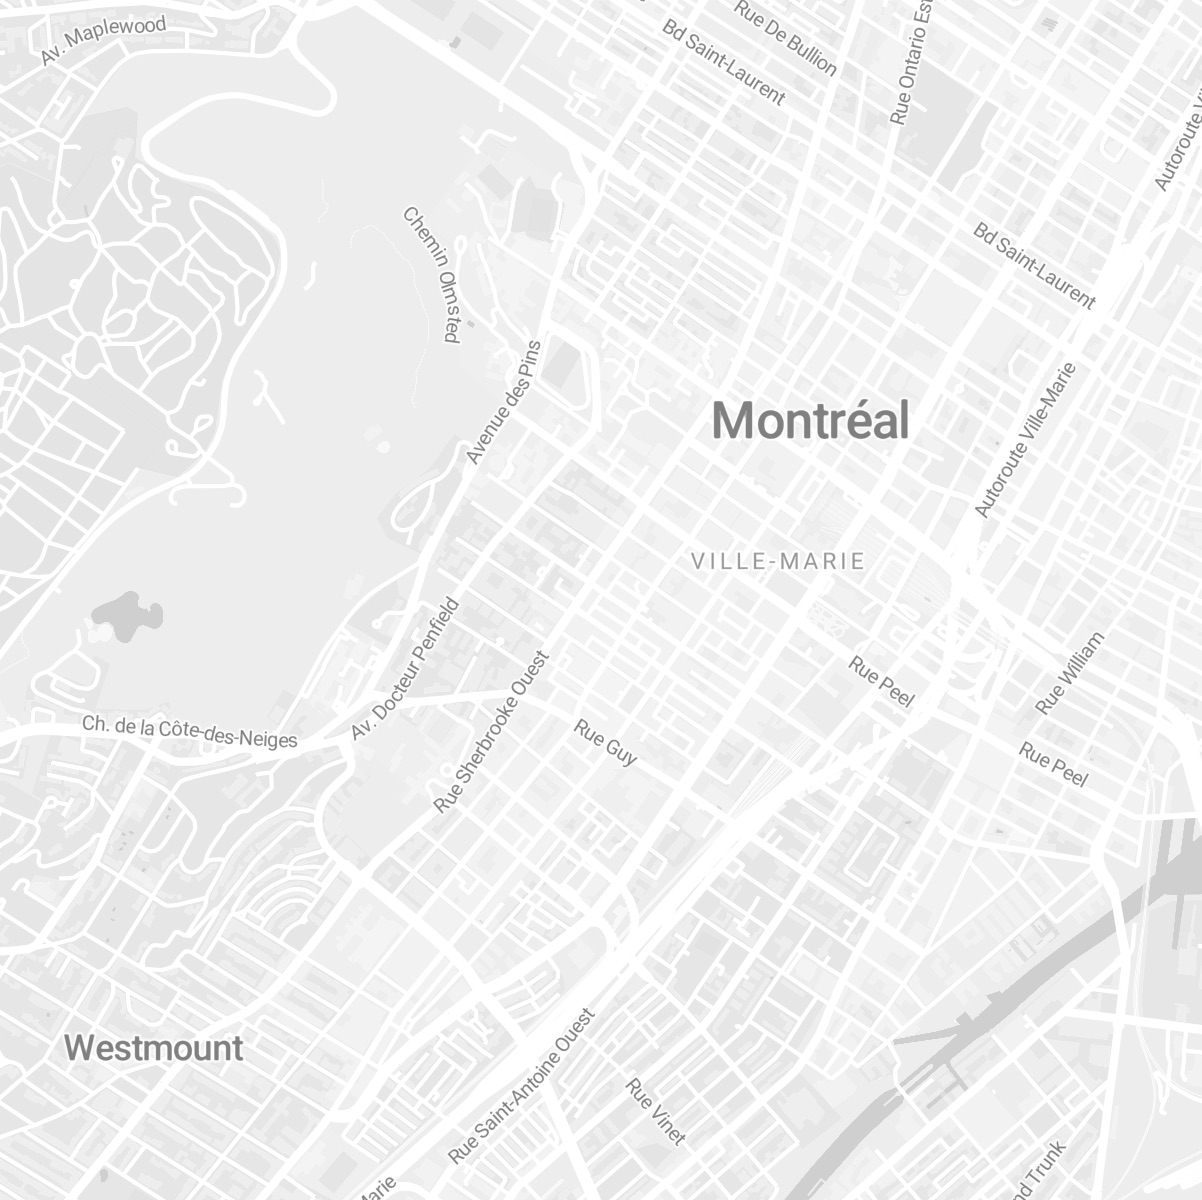 Av. Maplewood
Rue De Bullion
Bd Saint-Laurent
Rue Ontario Est
Autoroute Vi
Chemin Olmsted
Bd Saint-Laurent
Avenue des Pins
Montréal
Autoroute Ville-Marie
VILLE-MARIE
Av. Docteur Penfield
Rue Sherbrooke Ouest
Rue Peel
Rue William
Ch. de la Côte-des-Neiges
Rue Guy
Rue Peel
Westmount
Rue Saint-Antoine Ouest
Rue Vinet
nd Trunk
Marie